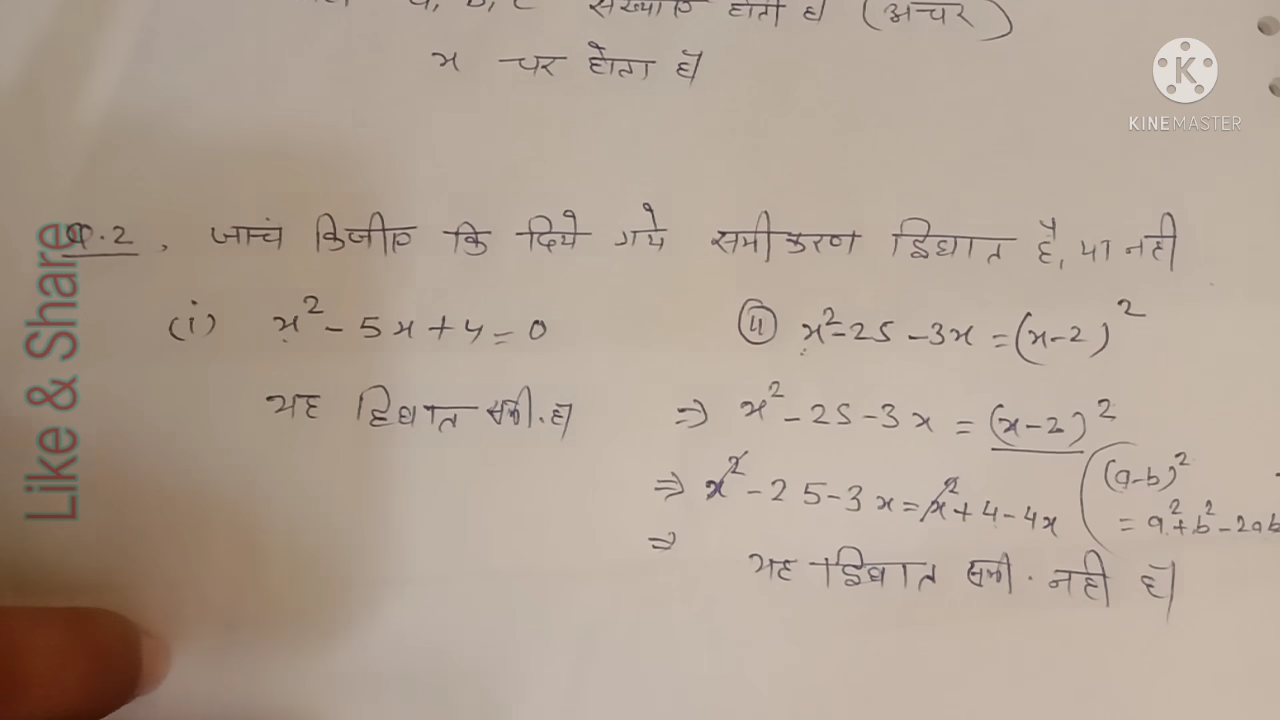 संख्याए होती है (अचर)
x चर होता है
KINEMASTER
Like & Share
Q.2, जाचं किजीए कि दिये गये समीकरण द्विघात है, या नही
(i) x² - 5x + 4 = 0 (ii) x² - 25 - 3x = (x-2)²
यह द्विघात समी. है ⇒ x² - 25 - 3x = (x-2)²
⇒ x² - 25 - 3x = x² + 4 - 4x (a-b)²
= a² + b² - 2ab
⇒
यह द्विघात समी. नही है